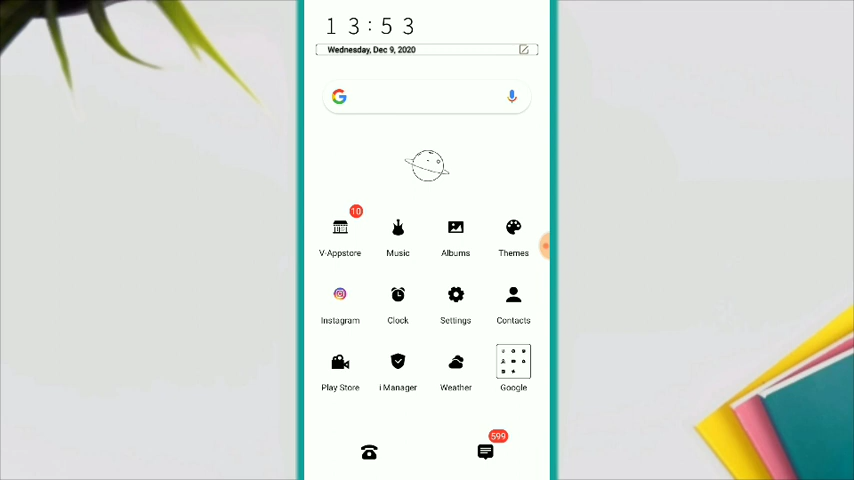 13:53
Wednesday, Dec 9, 2020
G
10
V-Appstore Music Albums Themes
Instagram Clock Settings Contacts
Play Store i Manager Weather Google
599